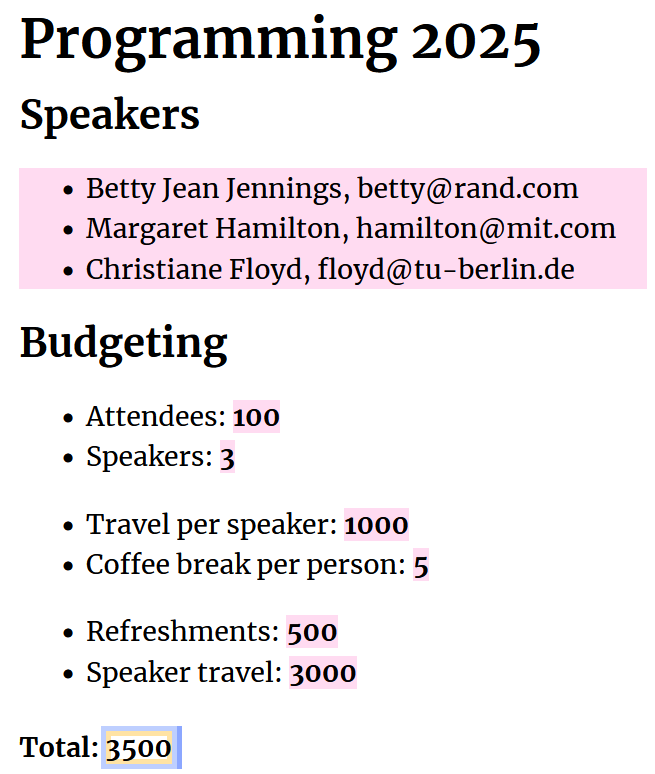 Programming 2025
Speakers
• Betty Jean Jennings, betty@rand.com
• Margaret Hamilton, hamilton@mit.com
• Christiane Floyd, floyd@tu-berlin.de
Budgeting
• Attendees: 100
• Speakers: 3
• Travel per speaker: 1000
• Coffee break per person: 5
• Refreshments: 500
• Speaker travel: 3000
Total: 3500